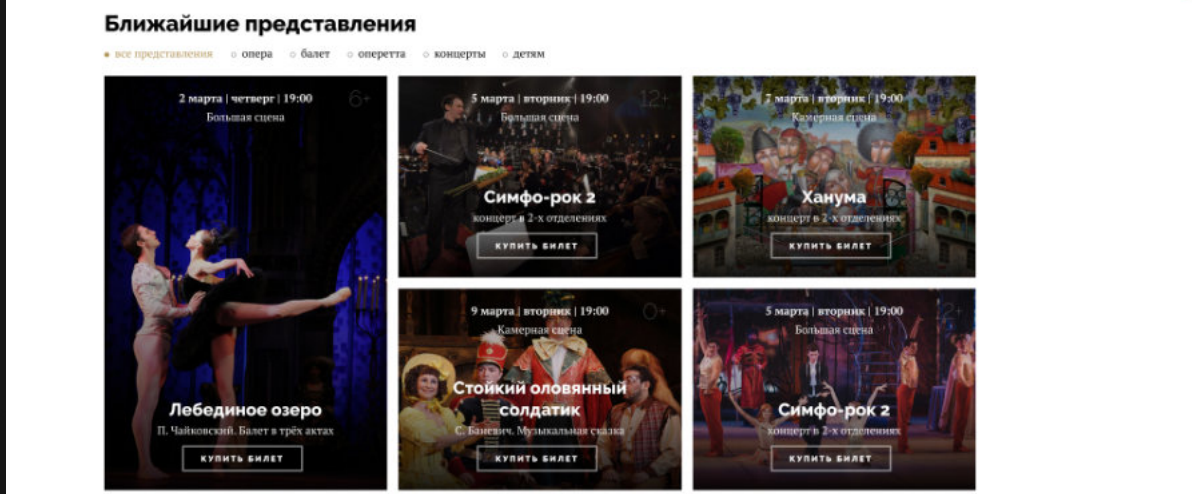 Ближайшие представления
все представления опера балет оперетта концерты детям
2 марта | четверг | 19:00 6+
Большая сцена
Лебединое озеро
П. Чайковский. Балет в трёх актах
КУПИТЬ БИЛЕТ
5 марта | вторник | 19:00 12+
Большая сцена
Симфо-рок 2
концерт в 2-х отделениях
КУПИТЬ БИЛЕТ
7 марта | вторник | 19:00
Камерная сцена
Ханума
концерт в 2-х отделениях
КУПИТЬ БИЛЕТ
9 марта | вторник | 19:00 0+
Камерная сцена
Стойкий оловянный
солдатик
С. Баневич. Музыкальная сказка
КУПИТЬ БИЛЕТ
5 марта | вторник | 19:00
Большая сцена
Симфо-рок 2
концерт в 2-х отделениях
КУПИТЬ БИЛЕТ